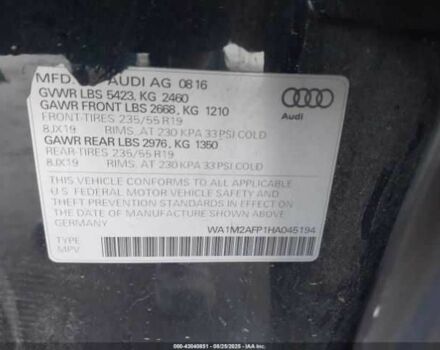 MFD. AUDI AG 08 16
GVWR LBS 5423, KG 2460
GAWR FRONT LBS 2668, KG 1210
FRONT-TIRES 235/55 R19
8JX19 RIMS, AT 230 KPA 33 PSI COLD
GAWR REAR LBS 2976, KG 1350
REAR-TIRES 235/55 R19
8JX19 RIMS, AT 230 KPA 33 PSI COLD
THIS VEHICLE CONFORMS TO ALL APPLICABLE
U.S. FEDERAL MOTOR VEHICLE SAFETY AND
THEFT PREVENTION STANDARDS IN EFFECT ON
THE DATE OF MANUFACTURE SHOWN ABOVE
GERMANY
WA1M2AFP1HA045194
TYPE
MPV
Audi
000-43040851 - 08/25/2025 - IAAI.COM